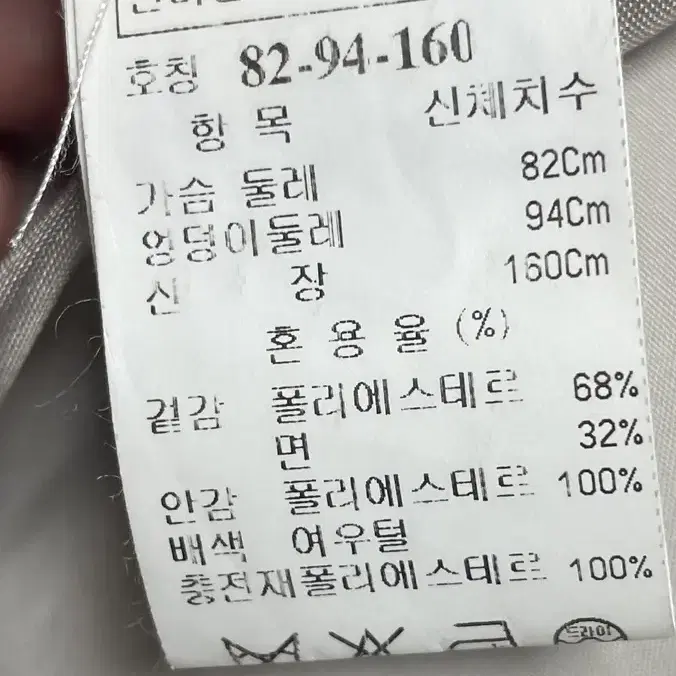 호칭 82-94-160
항 목 신체치수
가슴 둘레 82Cm
엉덩이둘레 94Cm
신 장 160Cm
혼 용 율 (%)
겉감 폴리에스테르 68%
면 32%
안감 폴리에스테르 100%
배색 여우털
충전재폴리에스테르 100%
드라이